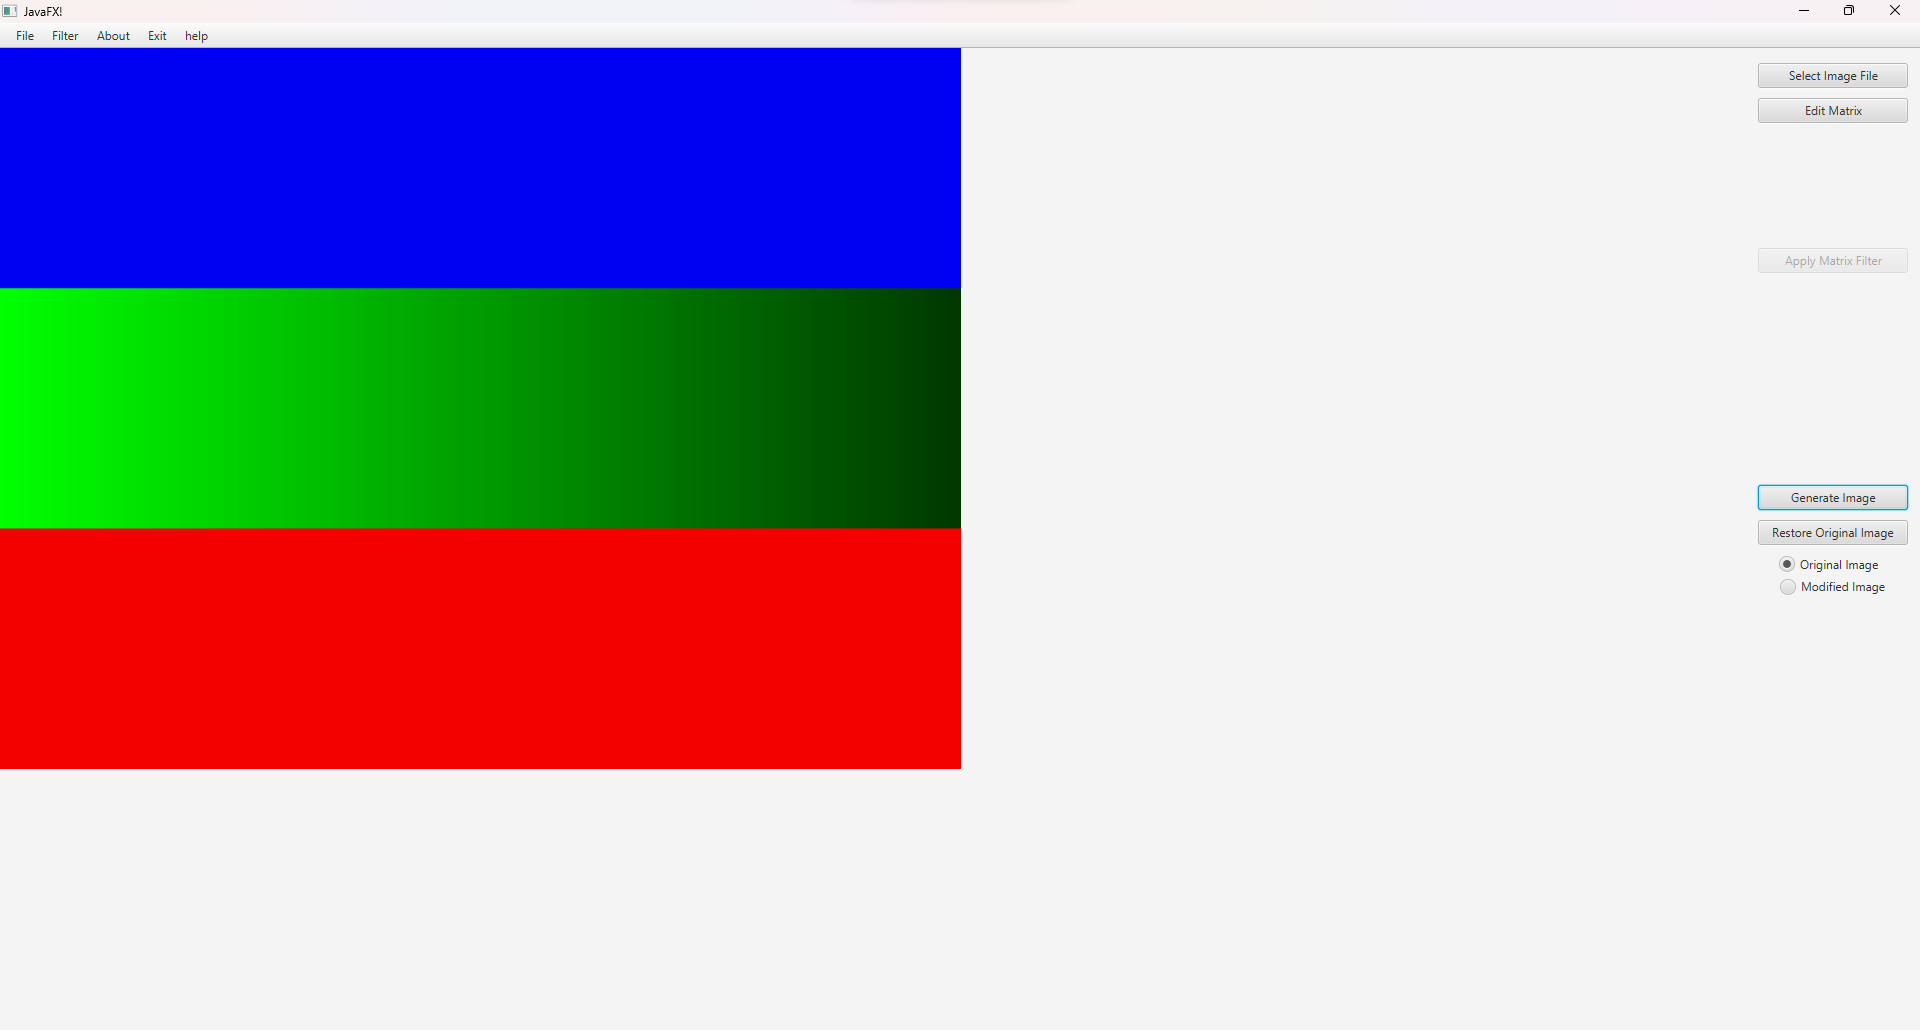 JavaFX!
File Filter About Exit help
Select Image File
Edit Matrix
Apply Matrix Filter
Generate Image
Restore Original Image
Original Image
Modified Image